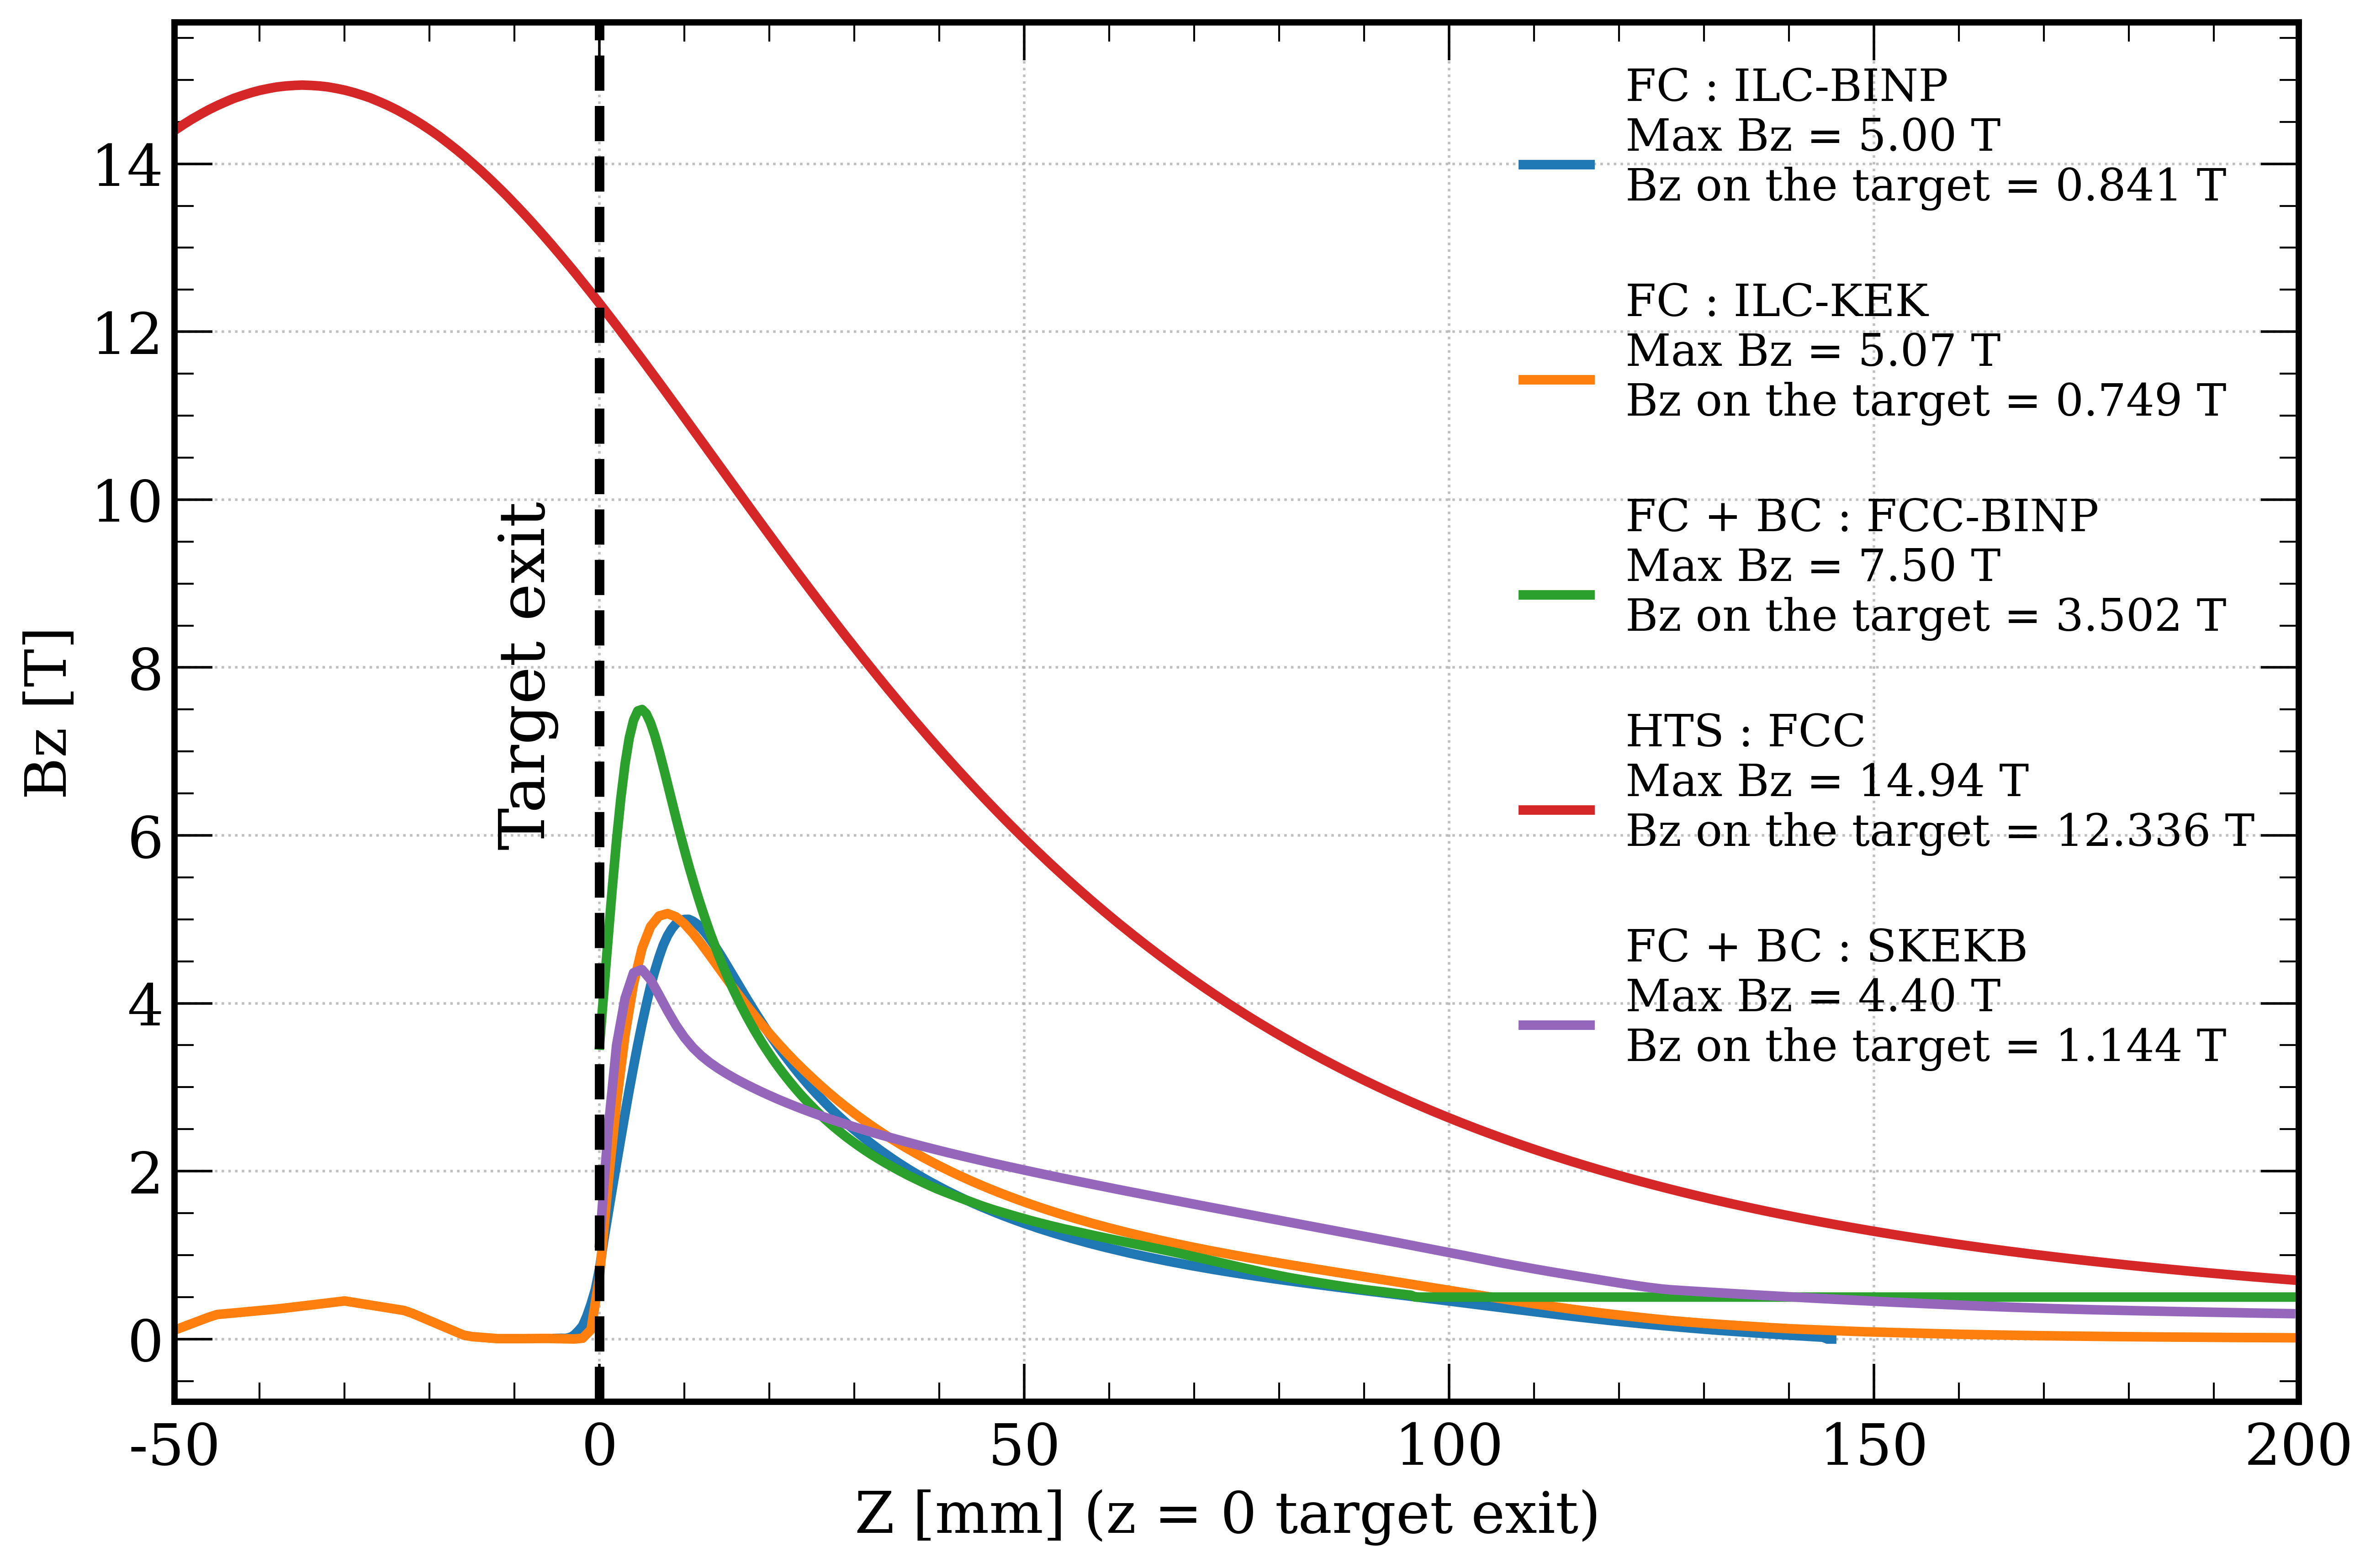 FC : ILC-BINP
Max Bz = 5.00 T
Bz on the target = 0.841 T
FC : ILC-KEK
Max Bz = 5.07 T
Bz on the target = 0.749 T
FC + BC : FCC-BINP
Max Bz = 7.50 T
Bz on the target = 3.502 T
HTS : FCC
Max Bz = 14.94 T
Bz on the target = 12.336 T
FC + BC : SKEKB
Max Bz = 4.40 T
Bz on the target = 1.144 T
Target exit
Bz [T]
14
12
10
8
6
4
2
0
-50
0
50
100
150
200
Z [mm] (z = 0 target exit)